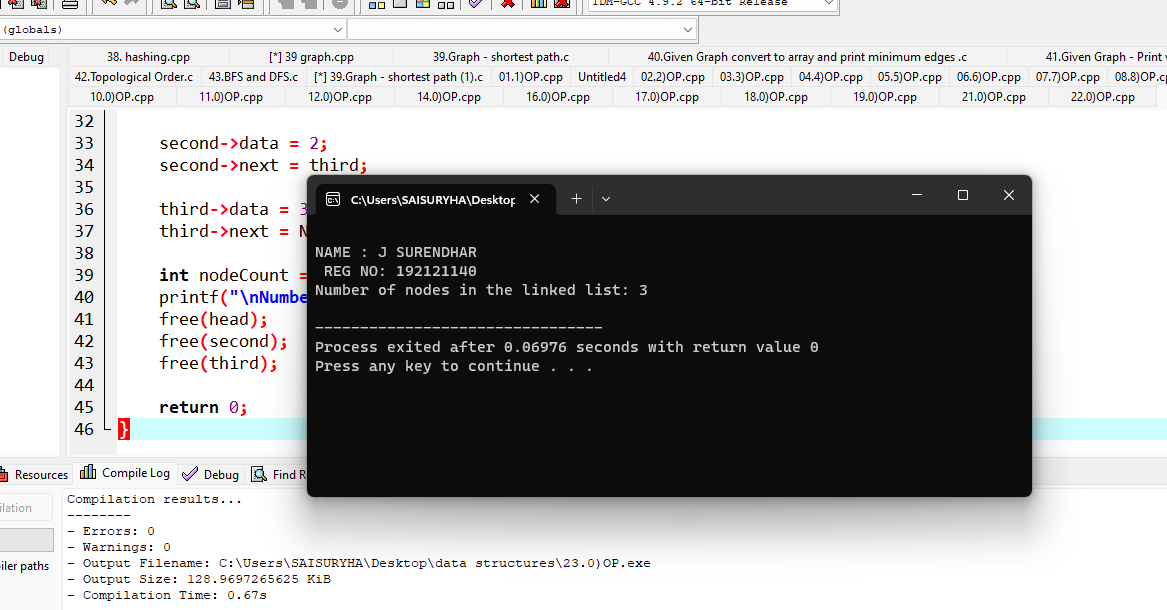 TDM-GCC 4.9.2 64-bit Release
(globals)
Debug
38. hashing.cpp
[*] 39 graph.cpp
39.Graph - shortest path.c
40.Given Graph convert to array and print minimum edges .c
41.Given Graph - Print
42.Topological Order.c
43.BFS and DFS.c
[*] 39.Graph - shortest path (1).c
01.1)OP.cpp
Untitled4
02.2)OP.cpp
03.3)OP.cpp
04.4)OP.cpp
05.5)OP.cpp
06.6)OP.cpp
07.7)OP.cpp
08.8)OP.cp
10.0)OP.cpp
11.0)OP.cpp
12.0)OP.cpp
14.0)OP.cpp
16.0)OP.cpp
17.0)OP.cpp
18.0)OP.cpp
19.0)OP.cpp
21.0)OP.cpp
22.0)OP.cpp
32
33 second->data = 2;
34 second->next = third;
35
36 third->data = 3
37 third->next = N
38
39 int nodeCount =
40 printf("\nNumbe
41 free(head);
42 free(second);
43 free(third);
44
45 return 0;
46 }
C:\Users\SAISURYHA\Desktop
NAME : J SURENDHAR
REG NO: 192121140
Number of nodes in the linked list: 3
--------------------------------
Process exited after 0.06976 seconds with return value 0
Press any key to continue . . .
Resources
Compile Log
Debug
Find R
ilation
iler paths
Compilation results...
--------
- Errors: 0
- Warnings: 0
- Output Filename: C:\Users\SAISURYHA\Desktop\data structures\23.0)OP.exe
- Output Size: 128.9697265625 KiB
- Compilation Time: 0.67s